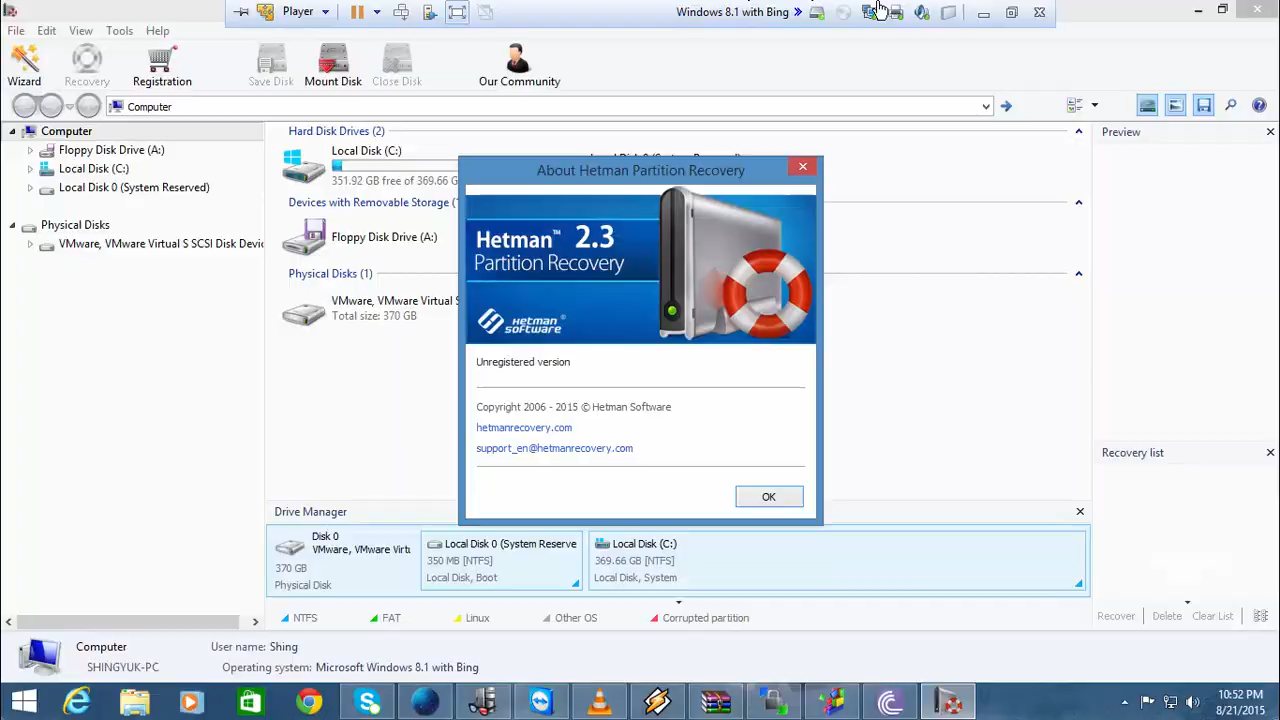 Player
Windows 8.1 with Bing
File Edit View Tools Help
Wizard Recovery Registration Save Disk Mount Disk Close Disk Our Community
Computer
Computer
Floppy Disk Drive (A:)
Local Disk (C:)
Local Disk 0 (System Reserved)
Physical Disks
VMware, VMware Virtual S SCSI Disk Devic
Hard Disk Drives (2)
Local Disk (C:)
351.92 GB free of 369.66 G
Devices with Removable Storage (
Floppy Disk Drive (A:)
Physical Disks (1)
VMware, VMware Virtual S
Total size: 370 GB
About Hetman Partition Recovery
Hetman™ 2.3
Partition Recovery
HETMAN SOFTWARE ®
Unregistered version
Copyright 2006 - 2015 © Hetman Software
hetmanrecovery.com
support_en@hetmanrecovery.com
OK
Preview
Recovery list
Drive Manager
Disk 0
VMware, VMware Virtu
370 GB
Physical Disk
Local Disk 0 (System Reserve
350 MB [NTFS]
Local Disk, Boot
Local Disk (C:)
369.66 GB [NTFS]
Local Disk, System
NTFS FAT Linux Other OS Corrupted partition
Recover Delete Clear List
Computer User name: Shing
SHINGYUK-PC Operating system: Microsoft Windows 8.1 with Bing
10:52 PM
8/21/2015